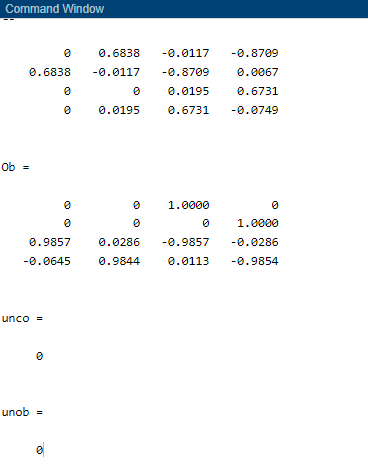 Command Window
0 0.6838 -0.0117 -0.8709
0.6838 -0.0117 -0.8709 0.0067
0 0 0.0195 0.6731
0 0.0195 0.6731 -0.0749
Ob =
0 0 1.0000 0
0 0 0 1.0000
0.9857 0.0286 -0.9857 -0.0286
-0.0645 0.9844 0.0113 -0.9854
unco =
0
unob =
0